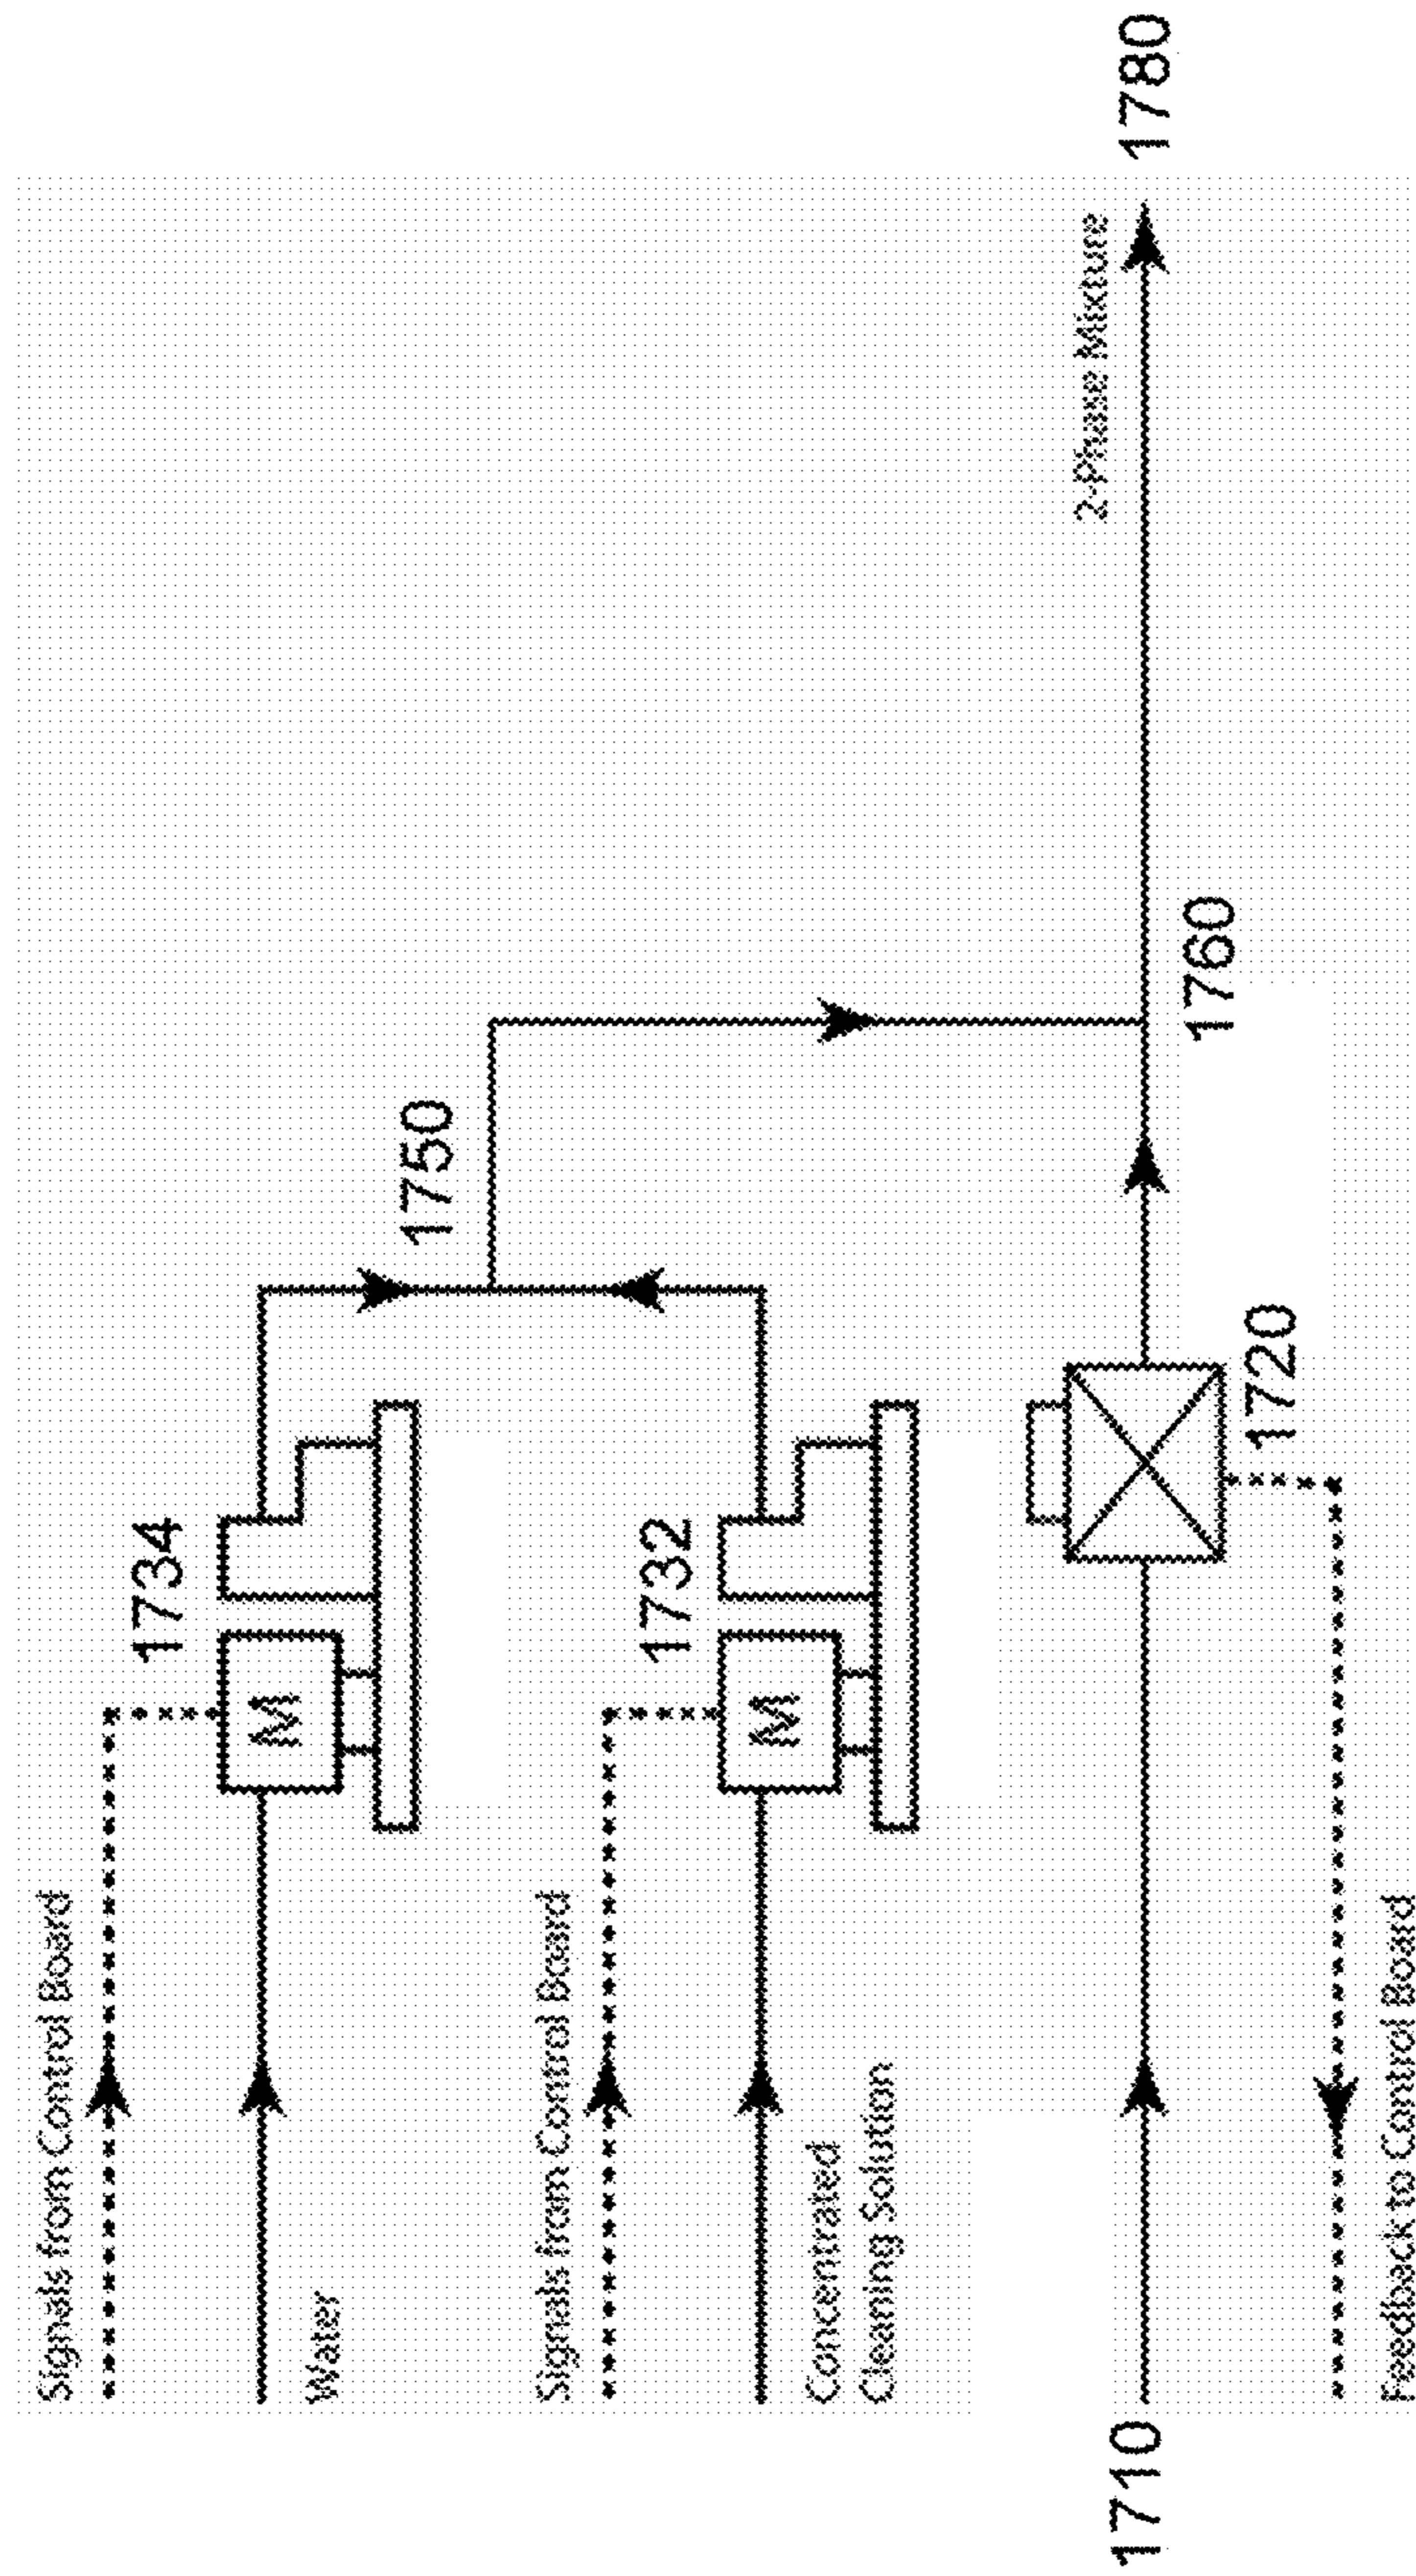 Signals from Control Board
1734
M
Water
1750
Signals from Control Board
1732
M
Concentrated
Cleaning Solution
2-Phase Mixture
1710
1720
1760
1780
Feedback to Control Board